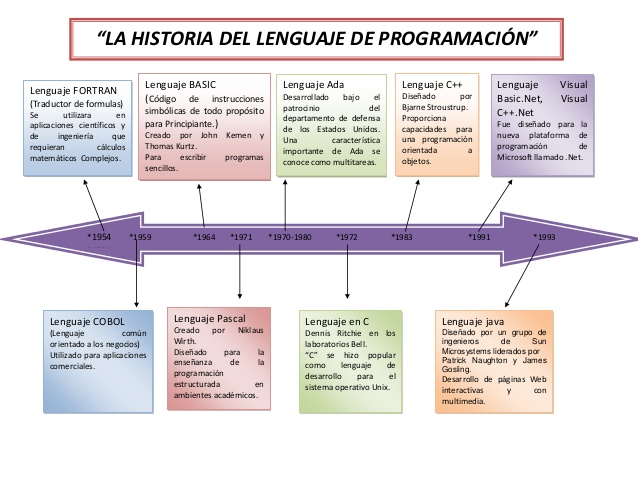 “LA HISTORIA DEL LENGUAJE DE PROGRAMACIÓN”
Lenguaje FORTRAN
(Traductor de formulas)
Se utilizara en
aplicaciones científicos y
de ingeniería que
requieran cálculos
matemáticos Complejos.
Lenguaje BASIC
(Código de instrucciones
simbólicas de todo propósito
para Principiante.)
Creado por John Kemen y
Thomas Kurtz.
Para escribir programas
sencillos.
Lenguaje Ada
Desarrollado bajo el
patrocinio del
departamento de defensa
de los Estados Unidos.
Una característica
importante de Ada se
conoce como multitareas.
Lenguaje C++
Diseñado por
Bjarne Stroustrup.
Proporciona
capacidades para
una programación
orientada a
objetos.
Lenguaje Visual
Basic.Net, Visual
C++.Net
Fue diseñado para la
nueva plataforma de
programación de
Microsoft llamado .Net.
*1954 *1959 *1964 *1971 *1970-1980 *1972 *1983 *1991 *1993
Lenguaje COBOL
(Lenguaje común
orientado a los negocios)
Utilizado para aplicaciones
comerciales.
Lenguaje Pascal
Creado por Niklaus
Wirth.
Diseñado para la
enseñanza de la
programación
estructurada en
ambientes académicos.
Lenguaje en C
Dennis Ritchie en los
laboratorios Bell.
“C” se hizo popular
como lenguaje de
desarrollo para el
sistema operativo Unix.
Lenguaje java
Diseñado por un grupo de
ingenieros de Sun
Microsystems liderados por
Patrick Naughton y James
Gosling.
Desarrollo de páginas Web
interactivas y con
multimedia.